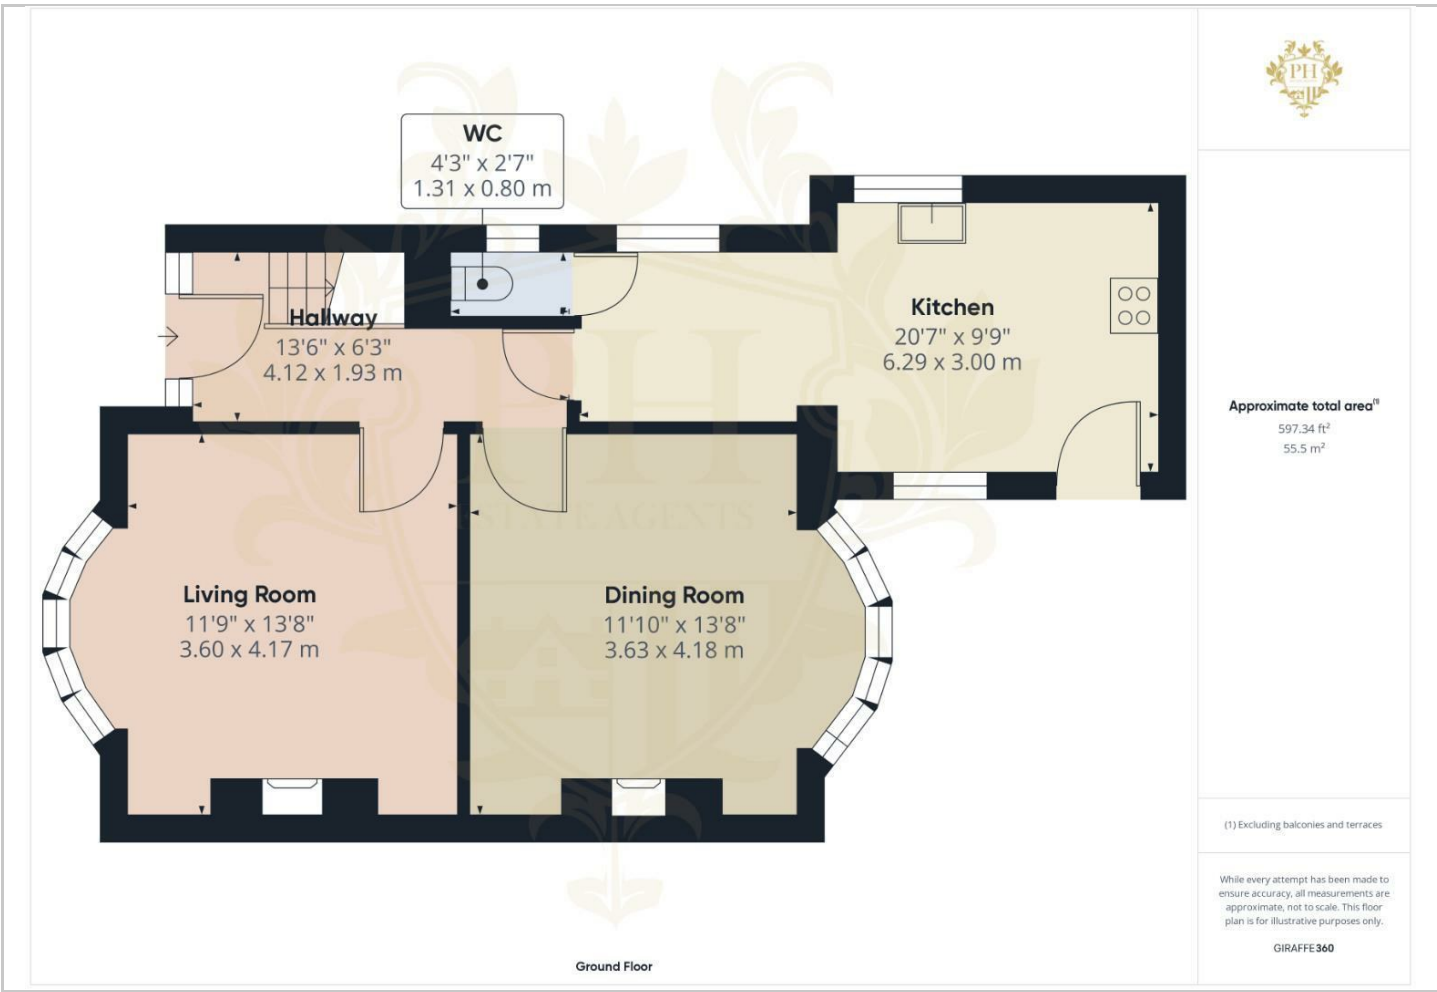 WC
4'3" x 2'7"
1.31 x 0.80 m
Hallway
13'6" x 6'3"
4.12 x 1.93 m
Kitchen
20'7" x 9'9"
6.29 x 3.00 m
Living Room
11'9" x 13'8"
3.60 x 4.17 m
Dining Room
11'10" x 13'8"
3.63 x 4.18 m
PH
ESTATE AGENTS
Ground Floor
PH
Approximate total area⁽¹⁾
597.34 ft²
55.5 m²
(1) Excluding balconies and terraces
While every attempt has been made to
ensure accuracy, all measurements are
approximate, not to scale. This floor
plan is for illustrative purposes only.
GIRAFFE360